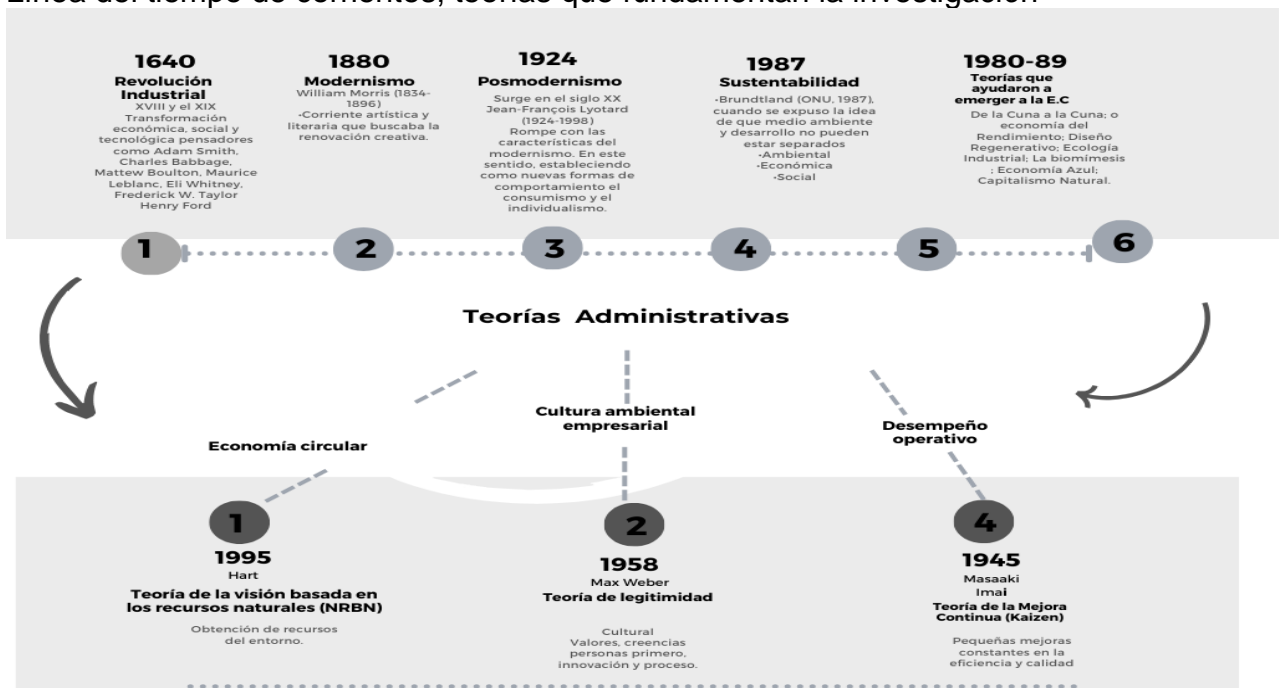 Línea del tiempo de corrientes, teorías que fundamentan la investigación
1640
Revolución
Industrial
XVIII y el XIX
Transformación
económica, social y
tecnológica pensadores
como Adam Smith,
Charles Babbage,
Mattew Boulton, Maurice
Leblanc, Eli Whitney,
Frederick W. Taylor
Henry Ford
1880
Modernismo
William Morris (1834-
1896)
•Corriente artística y
literaria que buscaba la
renovación creativa.
1924
Posmodernismo
Surge en el siglo XX
Jean-François Lyotard
(1924-1998)
Rompe con las
características del
modernismo. En este
sentido, estableciendo
como nuevas formas de
comportamiento el
consumismo y el
individualismo.
1987
Sustentabilidad
•Brundtland (ONU, 1987),
cuando se expuso la idea
de que medio ambiente
y desarrollo no pueden
estar separados
•Ambiental
•Económica
•Social
1980-89
Teorías que
ayudaron a
emerger a la E.C
De la Cuna a la Cuna; o
economía del
Rendimiento; Diseño
Regenerativo; Ecología
Industrial; La biomímesis
; Economía Azul;
Capitalismo Natural.
1
2
3
4
5
6
Teorías Administrativas
Economía circular
Cultura ambiental
empresarial
Desempeño
operativo
1
1995
Hart
Teoría de la visión basada en
los recursos naturales (NRBN)
Obtención de recursos
del entorno.
2
1958
Max Weber
Teoría de legitimidad
Cultural
Valores, creencias
personas primero,
innovación y proceso.
4
1945
Masaaki
Imai
Teoría de la Mejora
Continua (Kaizen)
Pequeñas mejoras
constantes en la
eficiencia y calidad